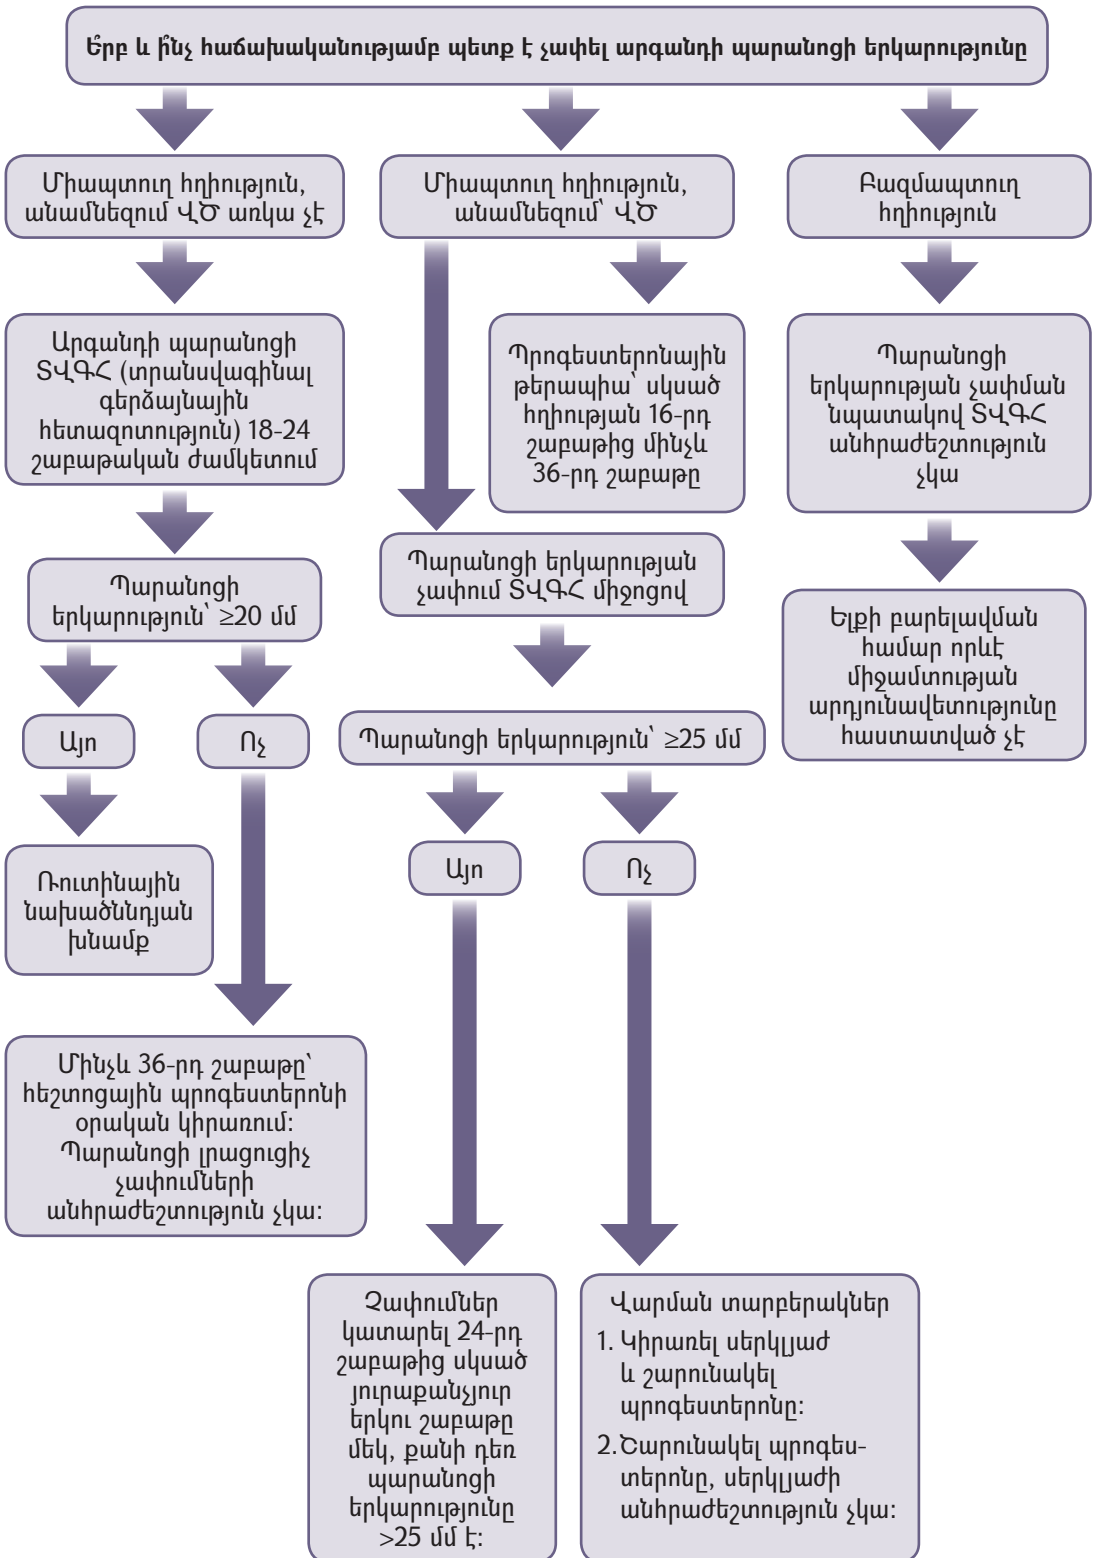 Ե՞րբ և ի՞նչ հաճախականությամբ պետք է չափել արգանդի պարանոցի երկարությունը
Միապտուղ հղիություն,
անամնեզում ՎԾ առկա չէ
Միապտուղ հղիություն,
անամնեզում՝ ՎԾ
Բազմապտուղ
հղիություն
Արգանդի պարանոցի
ՏՎԳՀ (տրանսվագինալ
գերձայնային
հետազոտություն) 18-24
շաբաթական ժամկետում
Պրոգեստերոնային
թերապիա՝ սկսած
հղիության 16-րդ
շաբաթից մինչև
36-րդ շաբաթը
Պարանոցի
երկարության չափման
նպատակով ՏՎԳՀ
անհրաժեշտություն
չկա
Պարանոցի
երկարություն՝ ≥20 մմ
Պարանոցի երկարության
չափում ՏՎԳՀ միջոցով
Ելքի բարելավման
համար որևէ
միջամտության
արդյունավետությունը
հաստատված չէ
Այո
Ոչ
Պարանոցի երկարություն՝ ≥25 մմ
Ռուտինային
նախածննդյան
խնամք
Այո
Ոչ
Մինչև 36-րդ շաբաթը՝
հեշտոցային պրոգեստերոնի
օրական կիրառում:
Պարանոցի լրացուցիչ
չափումների
անհրաժեշտություն չկա:
Չափումներ
կատարել 24-րդ
շաբաթից սկսած
յուրաքանչյուր
երկու շաբաթը
մեկ, քանի դեռ
պարանոցի
երկարությունը
>25 մմ է:
Վարման տարբերակներ
1. Կիրառել սերկլյաժ
և շարունակել
պրոգեստերոնը:
2. Շարունակել պրոգես-
տերոնը, սերկլյաժի
անհրաժեշտություն չկա: